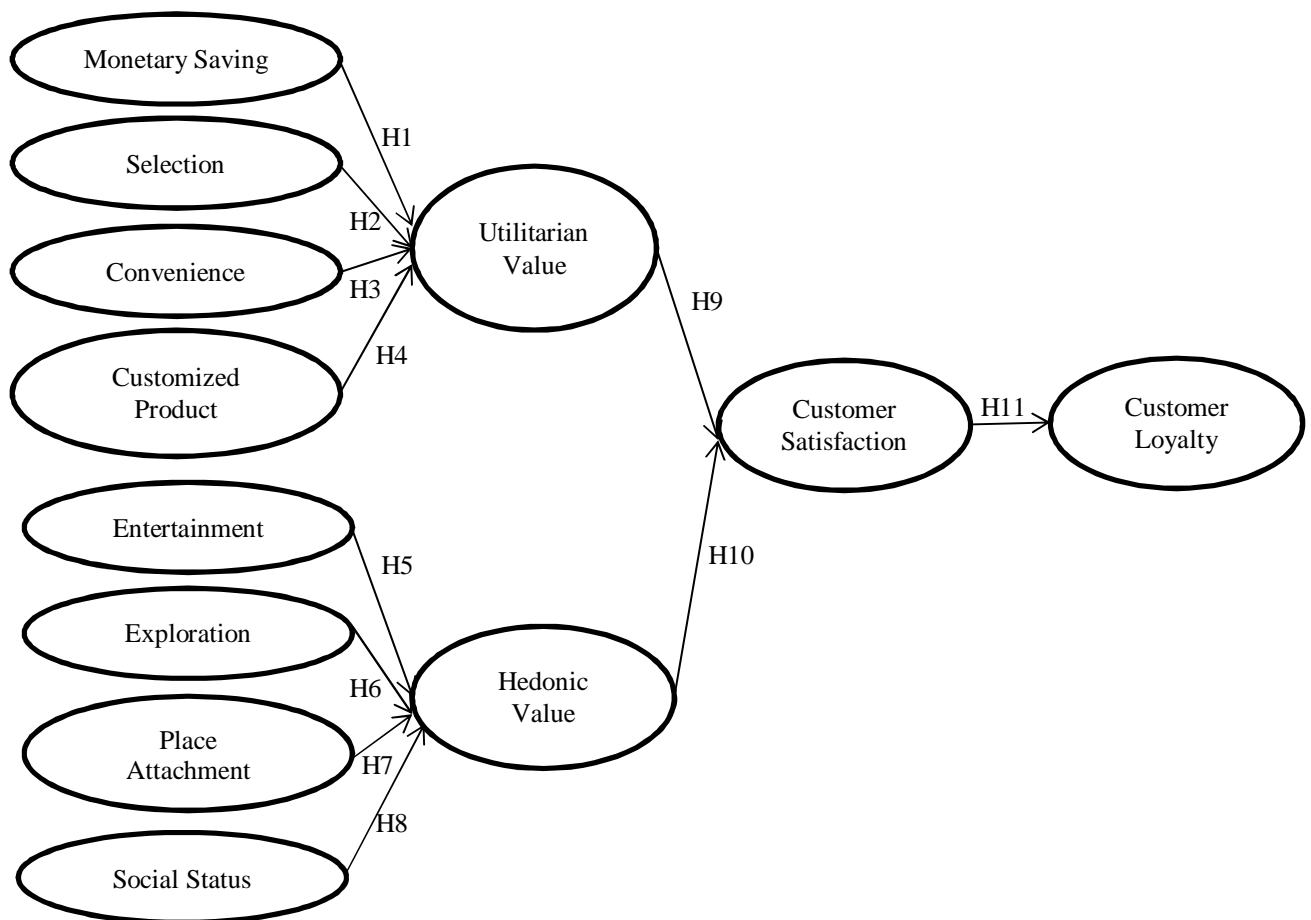 Monetary Saving
H1
Selection
H2
Utilitarian
Value
Convenience
H3
H4
Customized
Product
H9
Customer
Satisfaction
H11
Customer
Loyalty
Entertainment
H5
H10
Exploration
H6
Hedonic
Value
Place
Attachment
H7
H8
Social Status